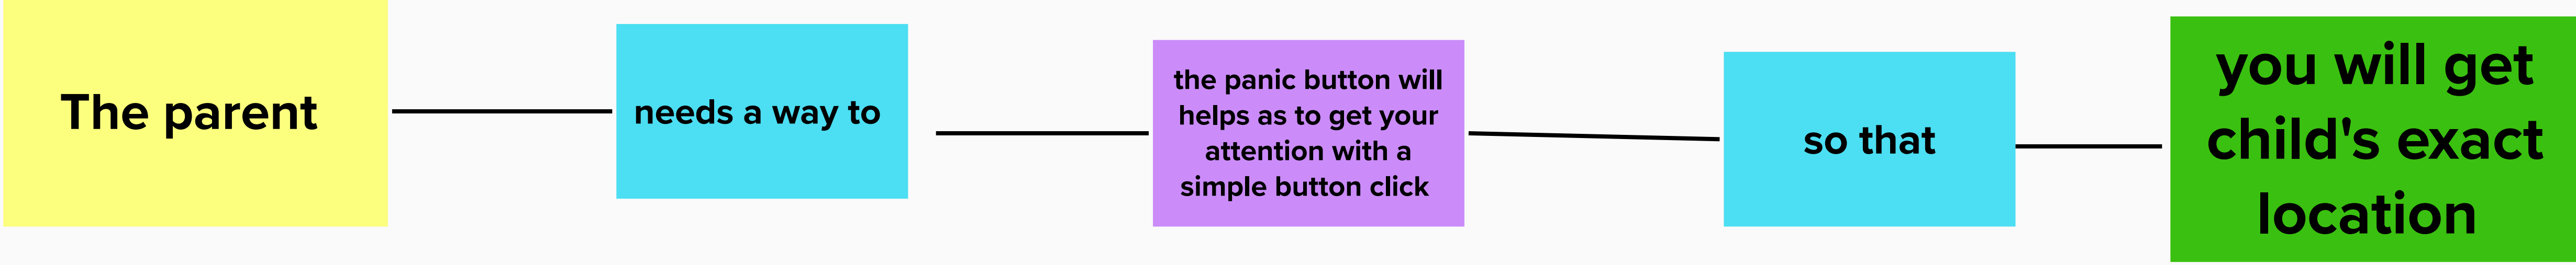 The parent
needs a way to
the panic button will
helps as to get your
attention with a
simple button click
so that
you will get
child's exact
location